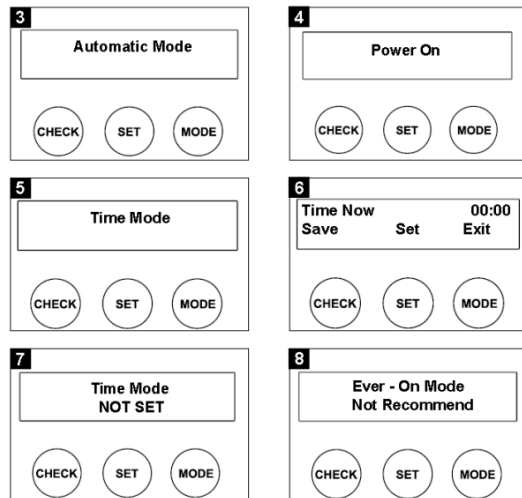 3
Automatic Mode
CHECK SET MODE
4
Power On
CHECK SET MODE
5
Time Mode
CHECK SET MODE
6
Time Now 00:00
Save Set Exit
CHECK SET MODE
7
Time Mode
NOT SET
CHECK SET MODE
8
Ever - On Mode
Not Recommend
CHECK SET MODE